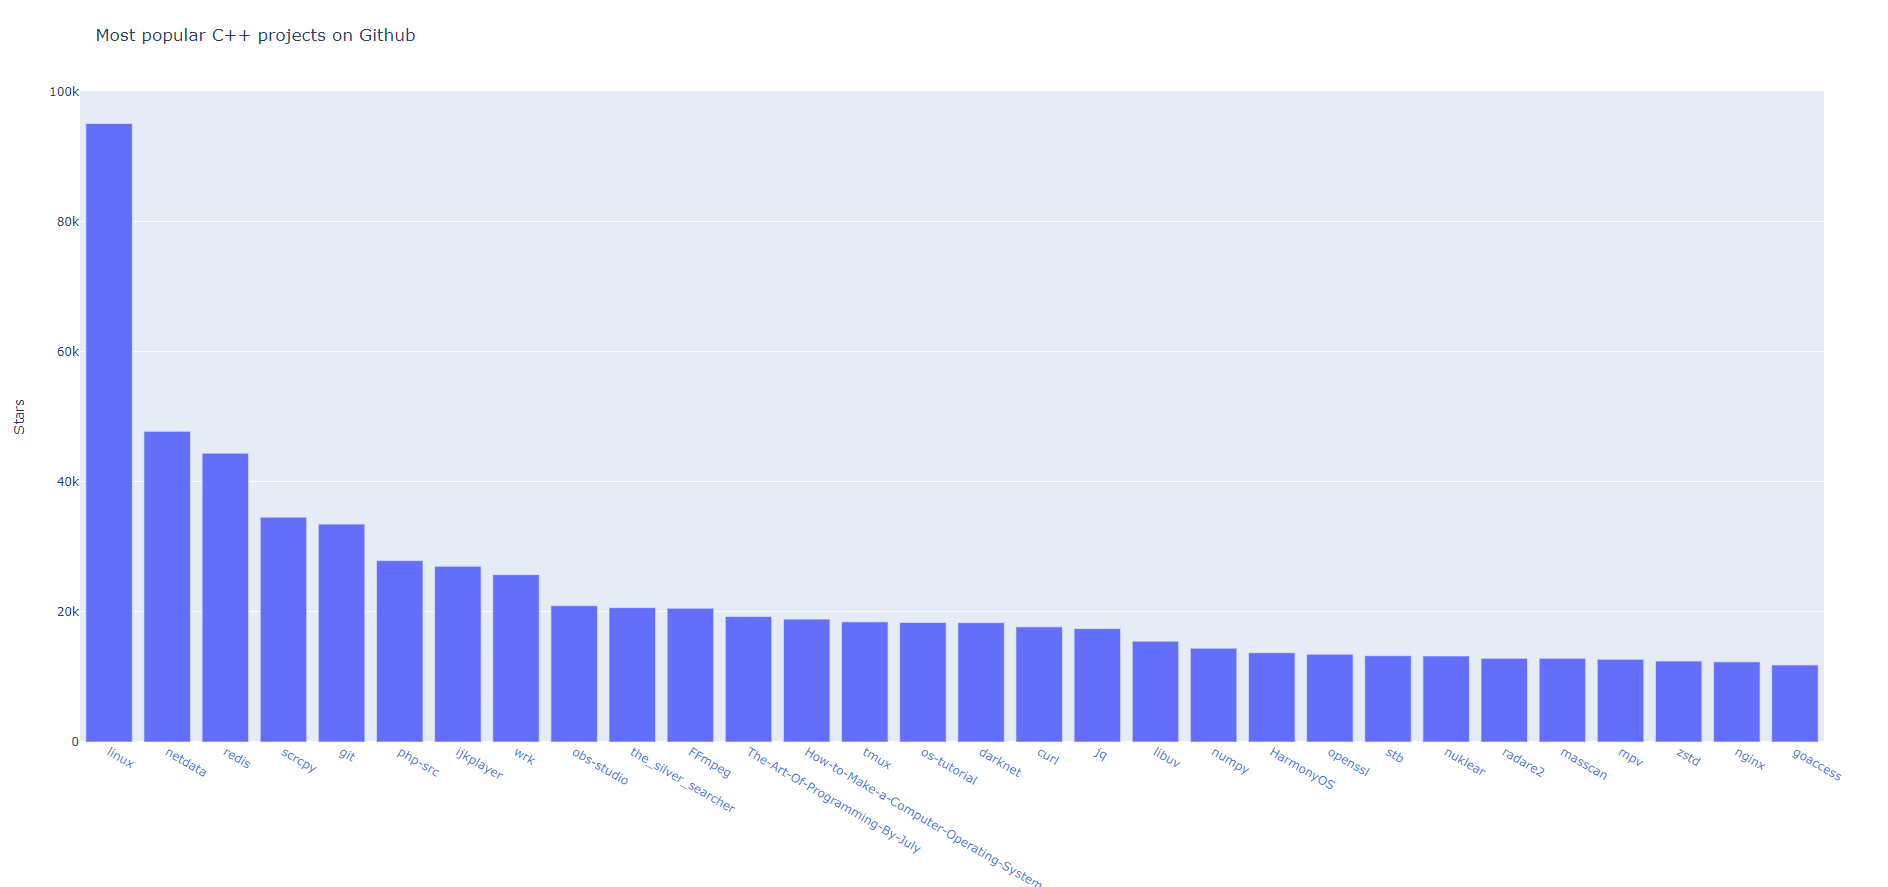 Most popular C++ projects on Github
100k
80k
60k
40k
20k
0
Stars
linux
netdata
redis
scrcpy
git
php-src
ijkplayer
wrk
obs-studio
the_silver_searcher
FFmpeg
The-Art-Of-Programming-By-July
How-to-Make-a-Computer-Operating-System
tmux
os-tutorial
darknet
curl
jq
libuv
numpy
HarmonyOS
openssl
stb
nuklear
radare2
masscan
mpv
zstd
nginx
goaccess